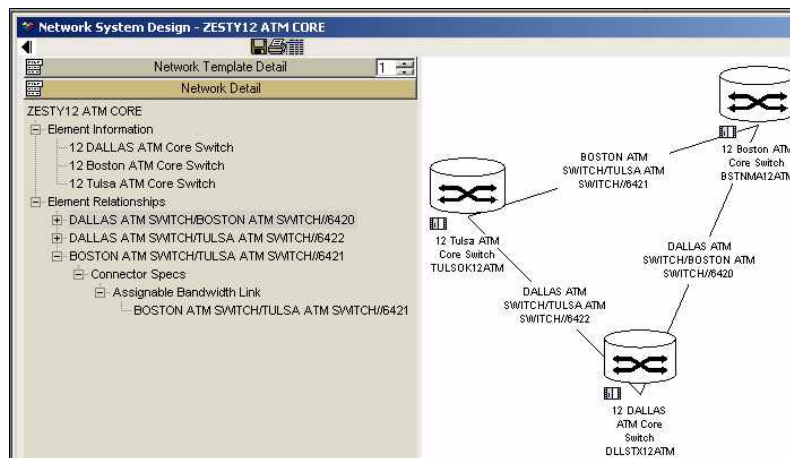 Network System Design - ZESTY12 ATM CORE
Network Template Detail
1
Network Detail
ZESTY12 ATM CORE
Element Information
12 DALLAS ATM Core Switch
12 Boston ATM Core Switch
12 Tulsa ATM Core Switch
Element Relationships
DALLAS ATM SWITCH/BOSTON ATM SWITCH//6420
DALLAS ATM SWITCH/TULSA ATM SWITCH//6422
BOSTON ATM SWITCH/TULSA ATM SWITCH//6421
Connector Specs
Assignable Bandwidth Link
BOSTON ATM SWITCH/TULSA ATM SWITCH//6421
12 Boston ATM
Core Switch
BSTNMA12ATM
BOSTON ATM
SWITCH/TULSA ATM
SWITCH//6421
12 Tulsa ATM
Core Switch
TULSOK12ATM
DALLAS ATM
SWITCH/BOSTON ATM
SWITCH//6420
DALLAS ATM
SWITCH/TULSA ATM
SWITCH//6422
12 DALLAS
ATM Core
Switch
DLLSTX12ATM